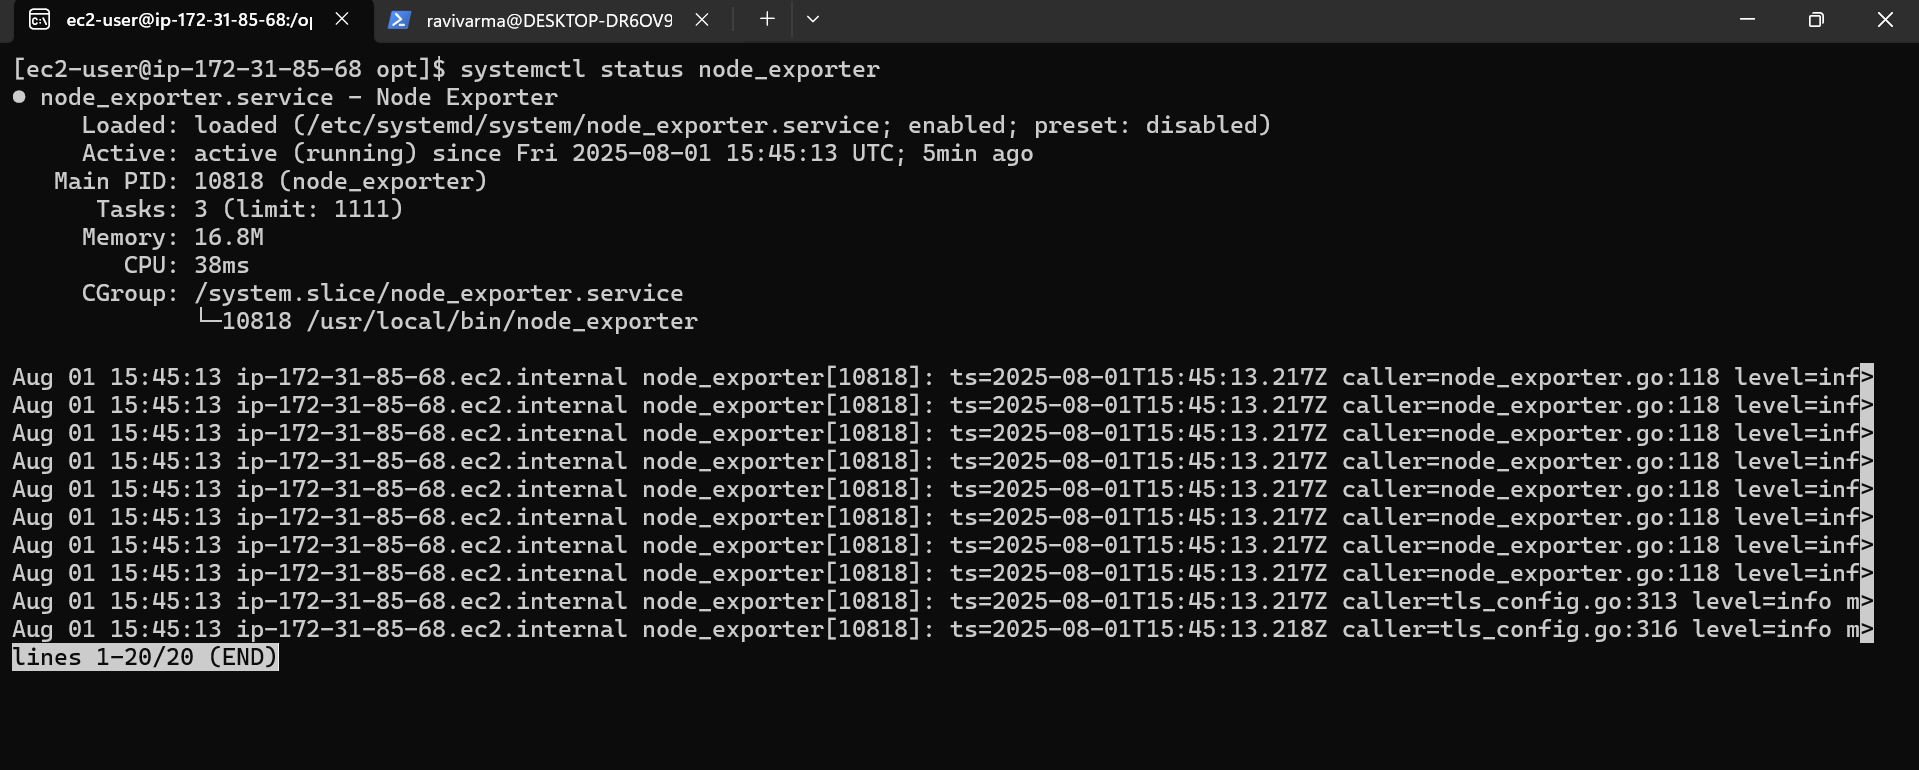 ec2-user@ip-172-31-85-68:/op
ravivarma@DESKTOP-DR6OV9
[ec2-user@ip-172-31-85-68 opt]$ systemctl status node_exporter
● node_exporter.service - Node Exporter
Loaded: loaded (/etc/systemd/system/node_exporter.service; enabled; preset: disabled)
Active: active (running) since Fri 2025-08-01 15:45:13 UTC; 5min ago
Main PID: 10818 (node_exporter)
Tasks: 3 (limit: 1111)
Memory: 16.8M
CPU: 38ms
CGroup: /system.slice/node_exporter.service
└─10818 /usr/local/bin/node_exporter
Aug 01 15:45:13 ip-172-31-85-68.ec2.internal node_exporter[10818]: ts=2025-08-01T15:45:13.217Z caller=node_exporter.go:118 level=inf>
Aug 01 15:45:13 ip-172-31-85-68.ec2.internal node_exporter[10818]: ts=2025-08-01T15:45:13.217Z caller=node_exporter.go:118 level=inf>
Aug 01 15:45:13 ip-172-31-85-68.ec2.internal node_exporter[10818]: ts=2025-08-01T15:45:13.217Z caller=node_exporter.go:118 level=inf>
Aug 01 15:45:13 ip-172-31-85-68.ec2.internal node_exporter[10818]: ts=2025-08-01T15:45:13.217Z caller=node_exporter.go:118 level=inf>
Aug 01 15:45:13 ip-172-31-85-68.ec2.internal node_exporter[10818]: ts=2025-08-01T15:45:13.217Z caller=node_exporter.go:118 level=inf>
Aug 01 15:45:13 ip-172-31-85-68.ec2.internal node_exporter[10818]: ts=2025-08-01T15:45:13.217Z caller=node_exporter.go:118 level=inf>
Aug 01 15:45:13 ip-172-31-85-68.ec2.internal node_exporter[10818]: ts=2025-08-01T15:45:13.217Z caller=node_exporter.go:118 level=inf>
Aug 01 15:45:13 ip-172-31-85-68.ec2.internal node_exporter[10818]: ts=2025-08-01T15:45:13.217Z caller=node_exporter.go:118 level=inf>
Aug 01 15:45:13 ip-172-31-85-68.ec2.internal node_exporter[10818]: ts=2025-08-01T15:45:13.217Z caller=tls_config.go:313 level=info m>
Aug 01 15:45:13 ip-172-31-85-68.ec2.internal node_exporter[10818]: ts=2025-08-01T15:45:13.218Z caller=tls_config.go:316 level=info m>
lines 1-20/20 (END)